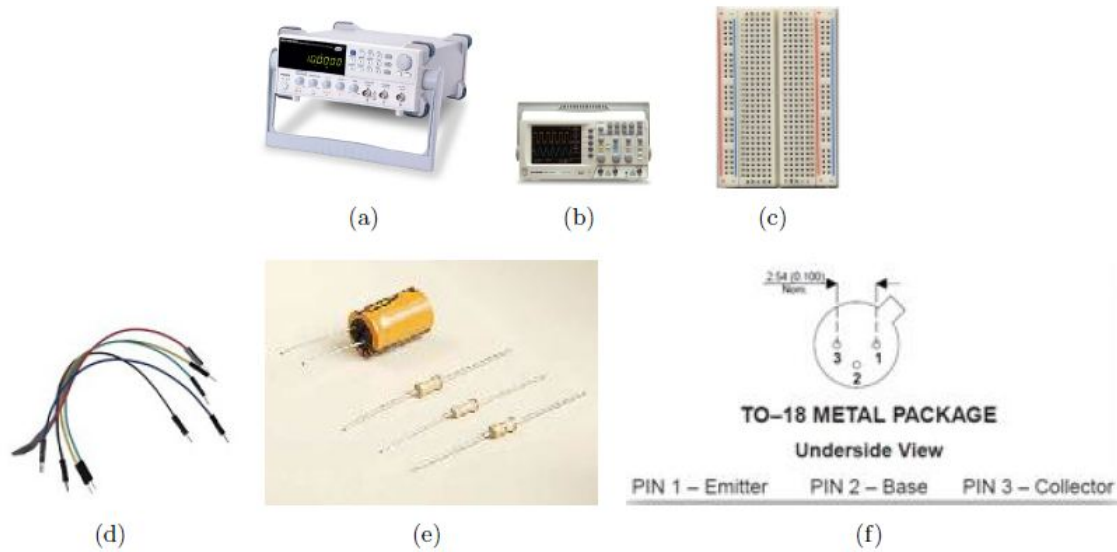 (a)
(b)
(c)
2.54 (0.100)
Nom.
3
1
2
TO–18 METAL PACKAGE
Underside View
PIN 1 – Emitter PIN 2 – Base PIN 3 – Collector
(d)
(e)
(f)